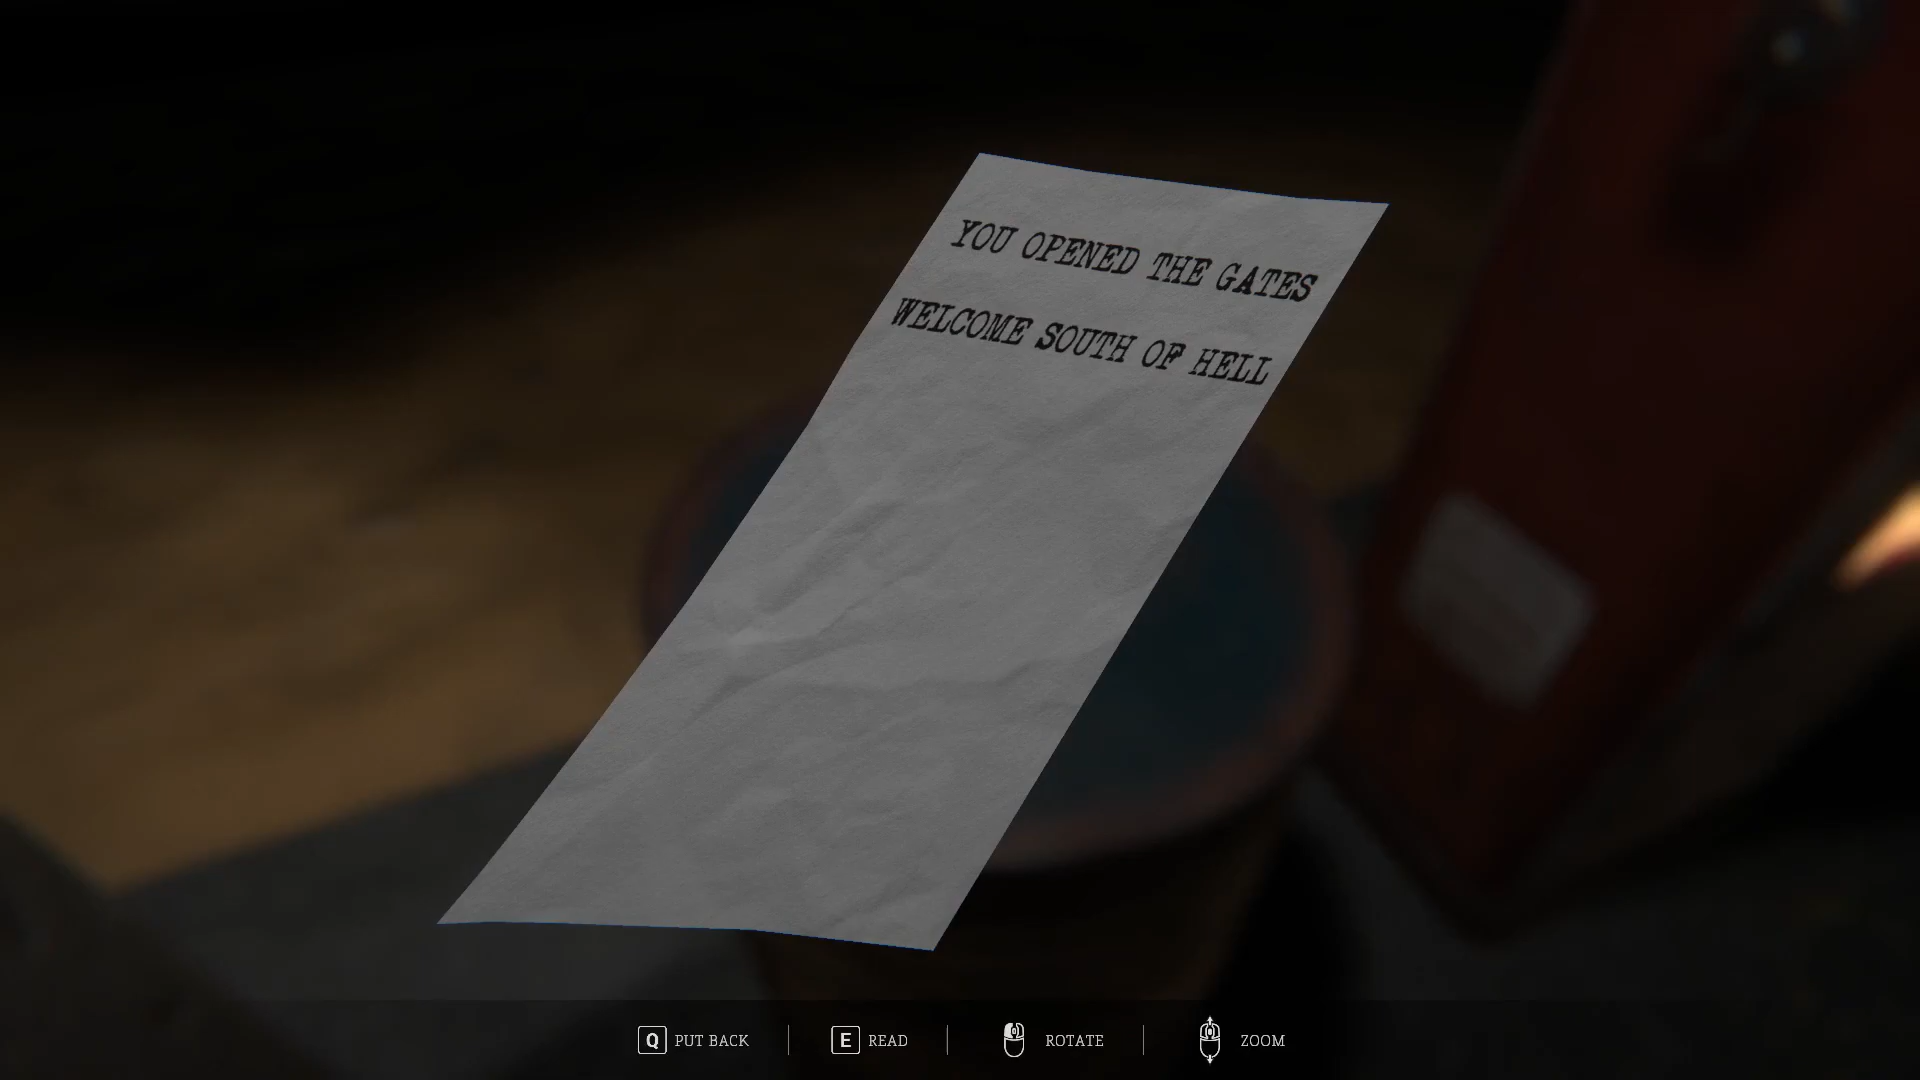 YOU OPENED THE GATES
WELCOME SOUTH OF HELL
Q PUT BACK
E READ
ROTATE
ZOOM